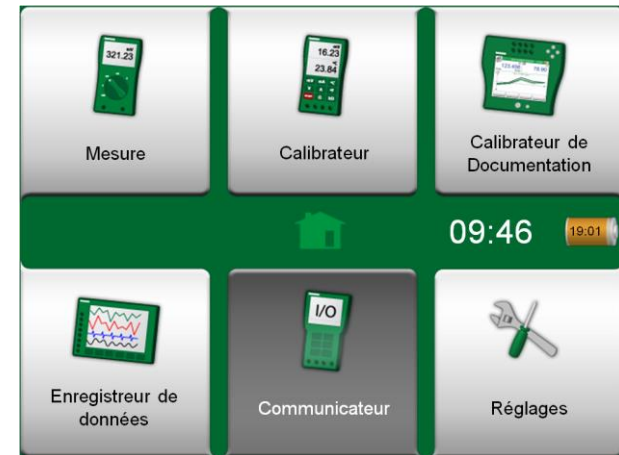 321.23
Mesure
16.23
23.84
Calibrateur
Calibrateur de
Documentation
09:46
19:01
Enregistreur de
données
I/O
Communicateur
Réglages